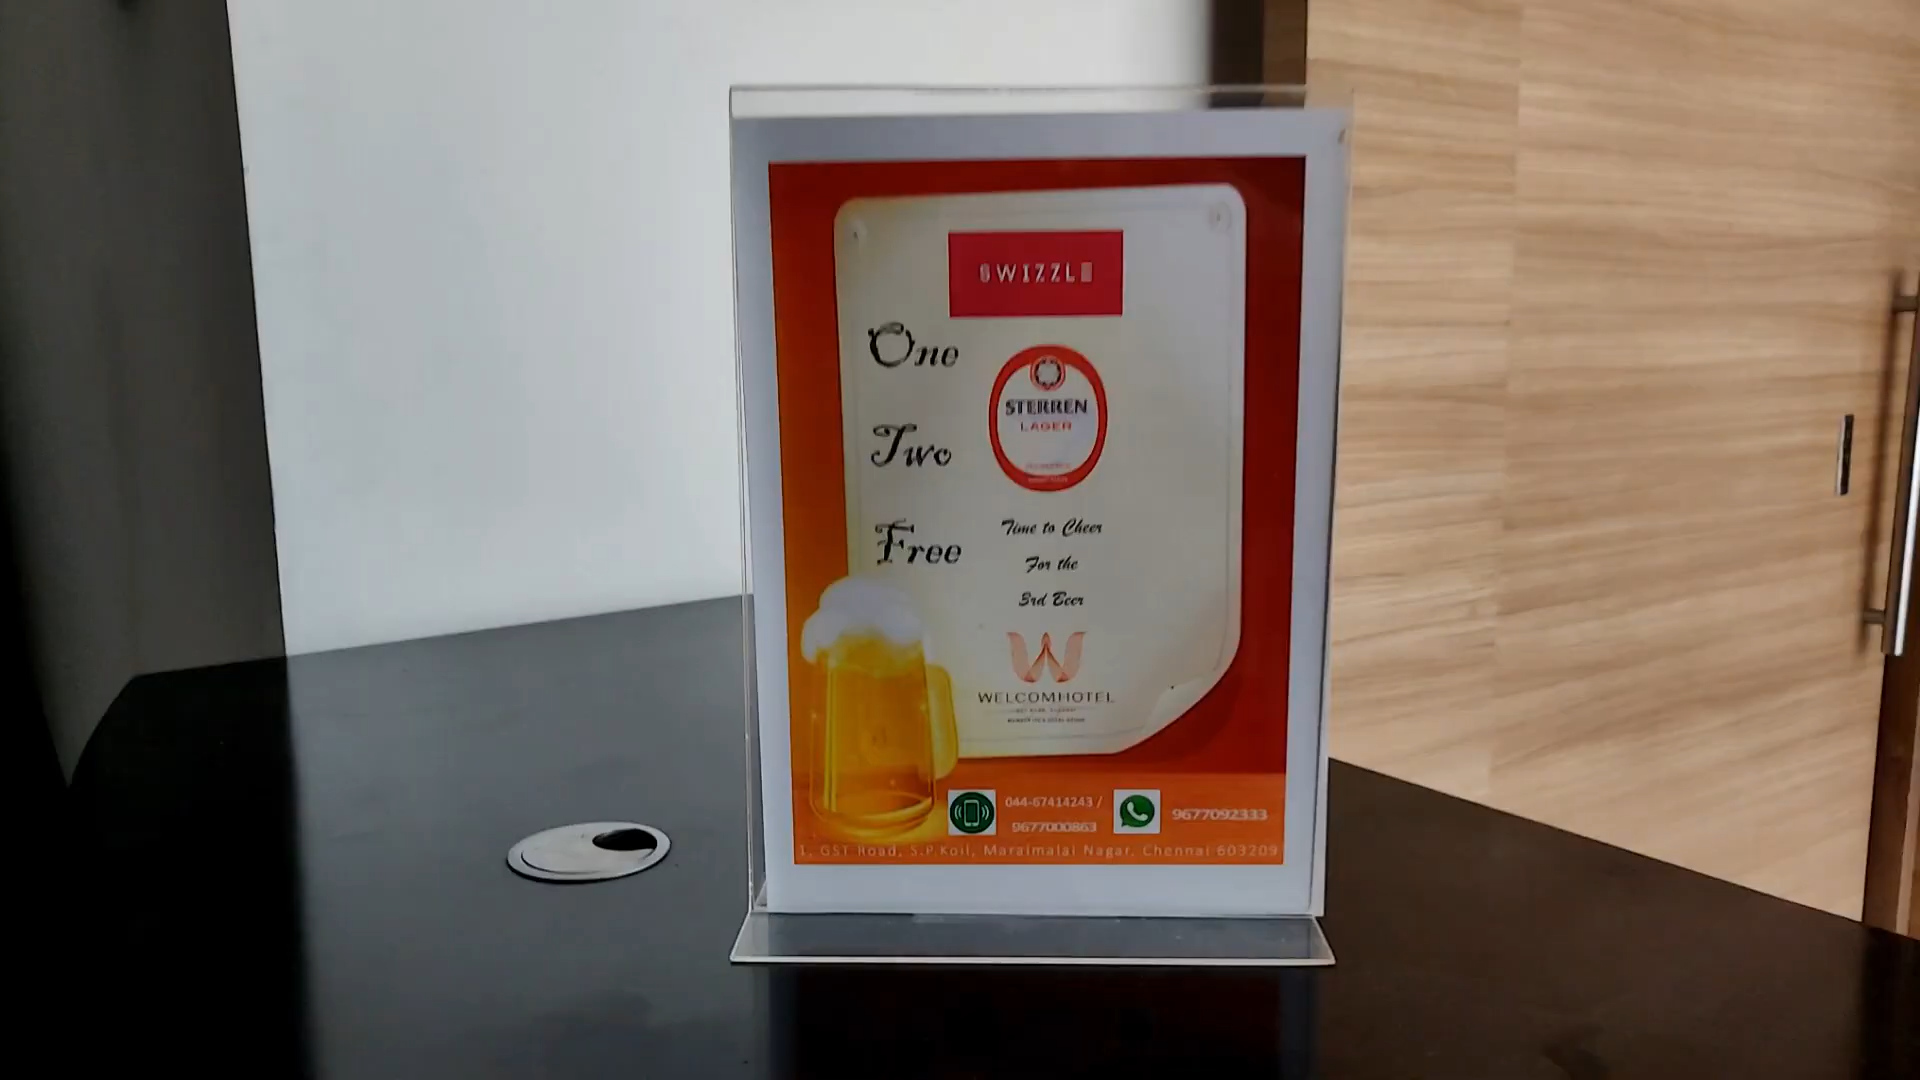 SWIZZLE
One
Two
Free
STERREN
LAGER
Time to Cheer
For the
3rd Beer
WELCOMHOTEL
044-67414243 /
9677000863
9677092333
1, GST Road, S.P.Koil, Maraimalai Nagar, Chennai 603209